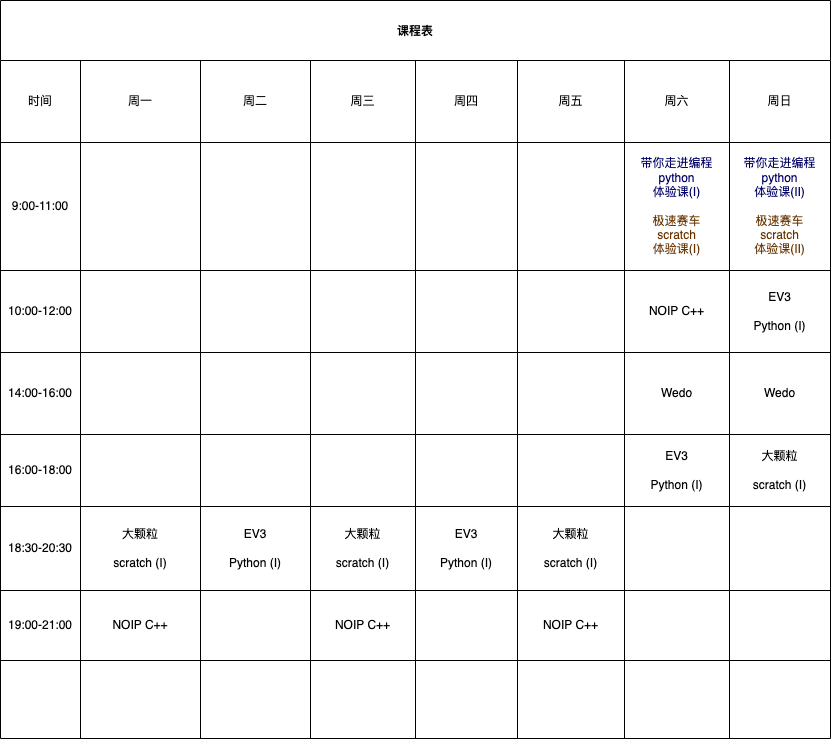 课程表
时间 周一 周二 周三 周四 周五 周六 周日
9:00-11:00
带你走进编程
python
体验课(I)
极速赛车
scratch
体验课(I)
带你走进编程
python
体验课(II)
极速赛车
scratch
体验课(II)
10:00-12:00
NOIP C++
EV3
Python (I)
14:00-16:00
Wedo
Wedo
16:00-18:00
EV3
Python (I)
大颗粒
scratch (I)
18:30-20:30
大颗粒
scratch (I)
EV3
Python (I)
大颗粒
scratch (I)
EV3
Python (I)
大颗粒
scratch (I)
19:00-21:00
NOIP C++
NOIP C++
NOIP C++